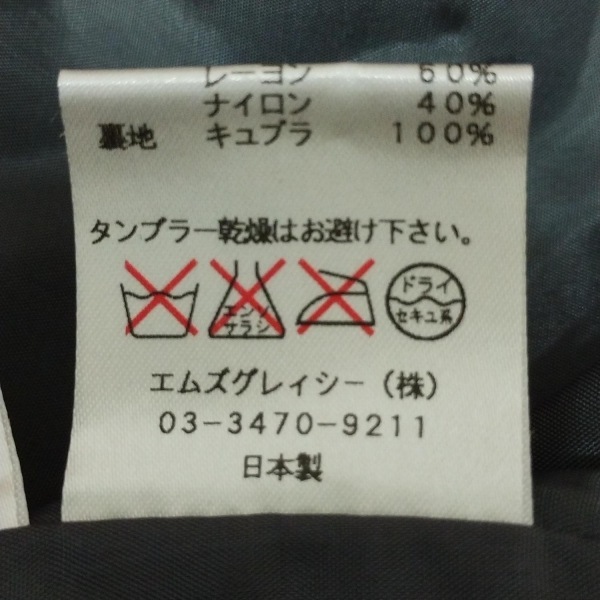 レーヨン 60%
ナイロン 40%
裏地 キュプラ 100%
タンブラー乾燥はお避け下さい。
エンソ
サラシ
ドライ
セキユ系
エムズグレイシー(株)
03-3470-9211
日本製